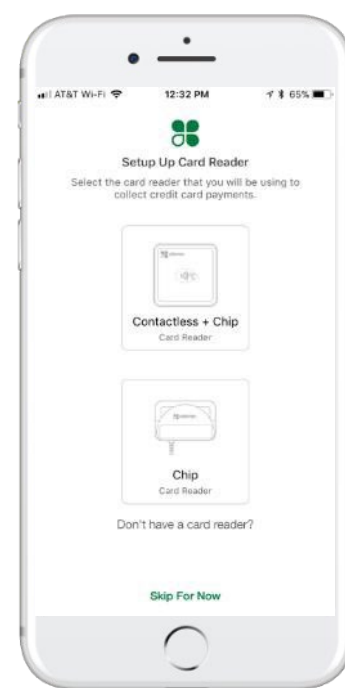 AT&T Wi-Fi 12:32 PM 65%
Setup Up Card Reader
Select the card reader that you will be using to
collect credit card payments.
Contactless + Chip
Card Reader
Chip
Card Reader
Don't have a card reader?
Skip For Now